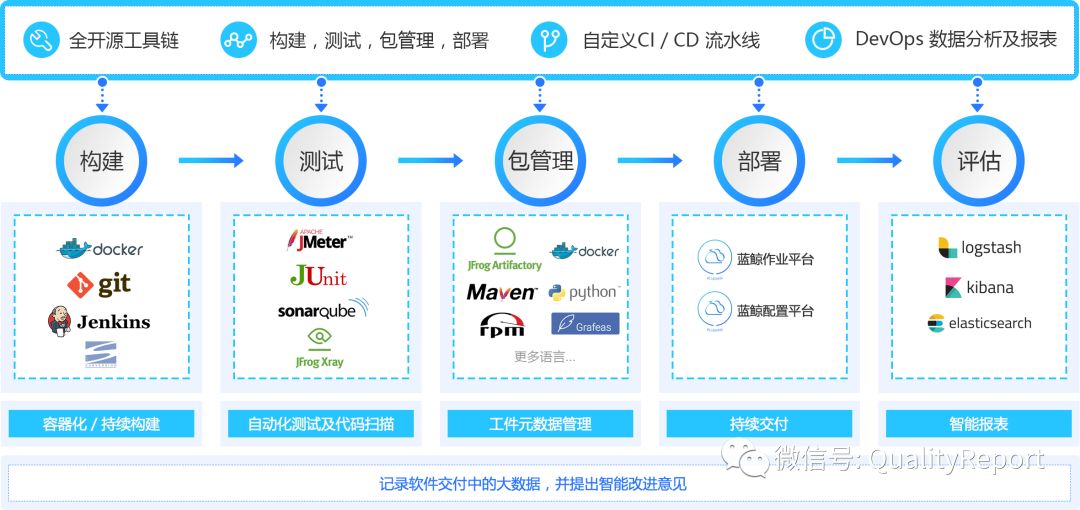 全开源工具链
构建，测试，包管理，部署
自定义CI / CD 流水线
DevOps 数据分析及报表
构建
测试
包管理
部署
评估
docker
git
Jenkins
APACHE
JMeter™
JUnit
sonarqube
JFrog Xray
JFrog Artifactory
docker
Maven™
python™
rpm
Grafeas
更多语言...
蓝鲸作业平台
蓝鲸配置平台
logstash
kibana
elasticsearch
容器化 / 持续构建
自动化测试及代码扫描
工件元数据管理
持续交付
智能报表
微信号: QualityReport
记录软件交付中的大数据，并提出智能改进意见